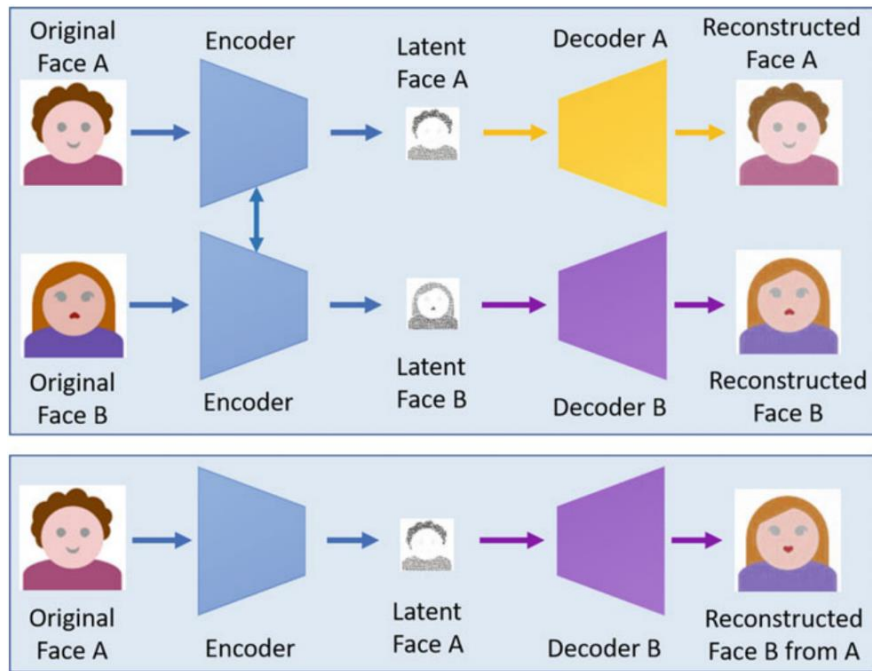 Original
Face A
Encoder
Latent
Face A
Decoder A
Reconstructed
Face A
Original
Face B
Encoder
Latent
Face B
Decoder B
Reconstructed
Face B
Original
Face A
Encoder
Latent
Face A
Decoder B
Reconstructed
Face B from A